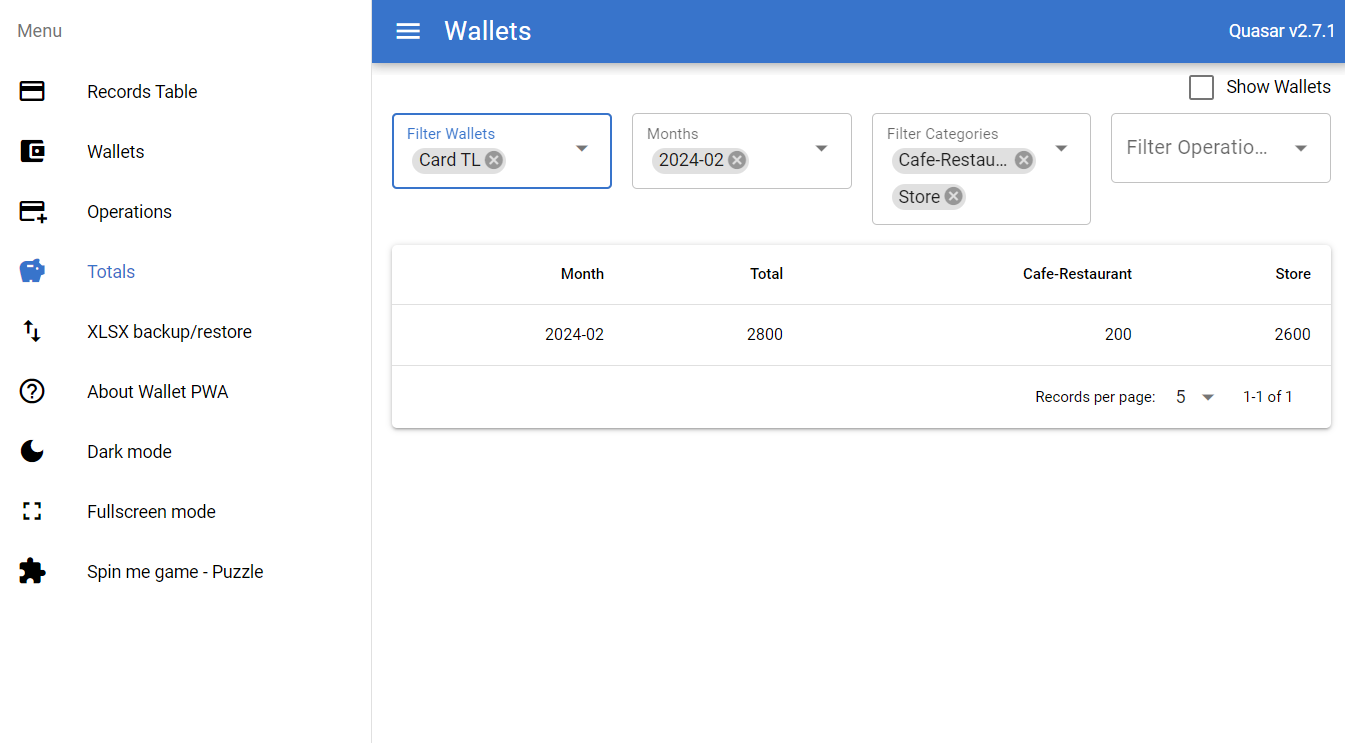 Menu
Records Table
Wallets
Operations
Totals
XLSX backup/restore
About Wallet PWA
Dark mode
Fullscreen mode
Spin me game - Puzzle
Wallets
Quasar v2.7.1
Show Wallets
Filter Wallets
Card TL
Months
2024-02
Filter Categories
Cafe-Restau...
Store
Filter Operatio...
Month Total Cafe-Restaurant Store
2024-02 2800 200 2600
Records per page: 5 1-1 of 1